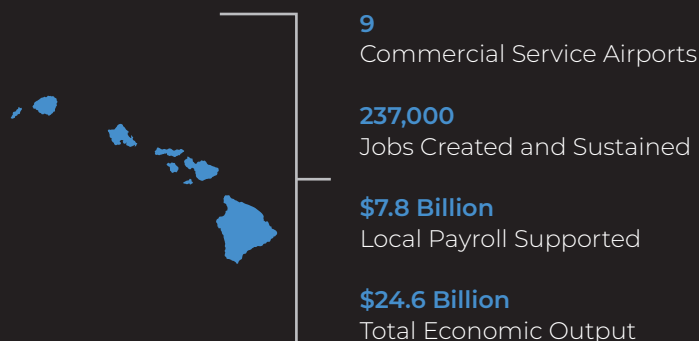 9
Commercial Service Airports
237,000
Jobs Created and Sustained
$7.8 Billion
Local Payroll Supported
$24.6 Billion
Total Economic Output